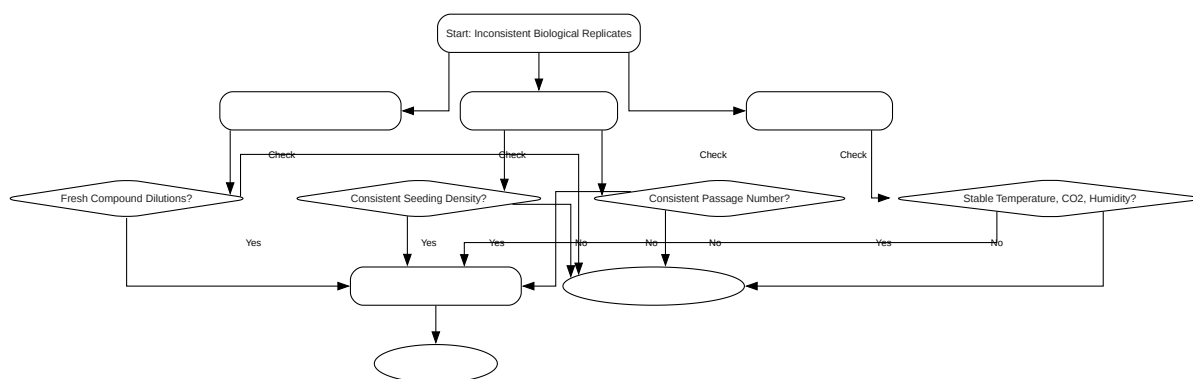 Start: Inconsistent Biological Replicates
Check
Check
Check
Check
Fresh Compound Dilutions?
Consistent Seeding Density?
Consistent Passage Number?
Stable Temperature, CO2, Humidity?
Yes
Yes
Yes
No
No
No
Yes
No